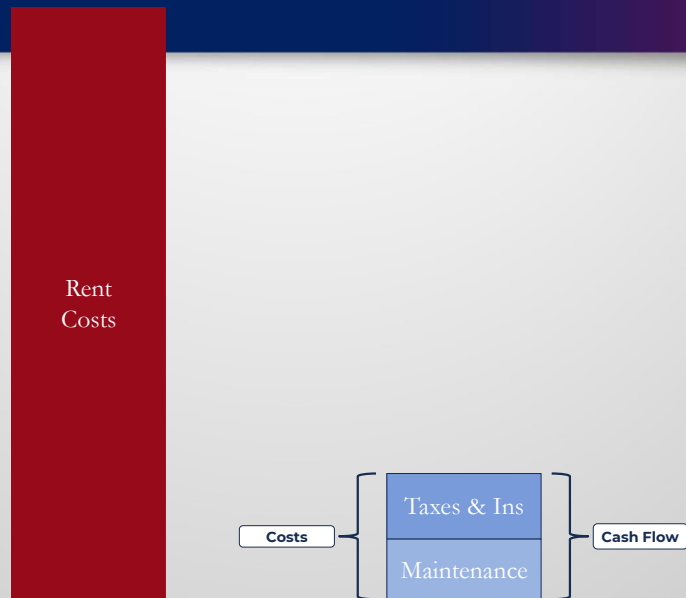 Rent
Costs
Taxes & Ins
Costs
Cash Flow
Maintenance